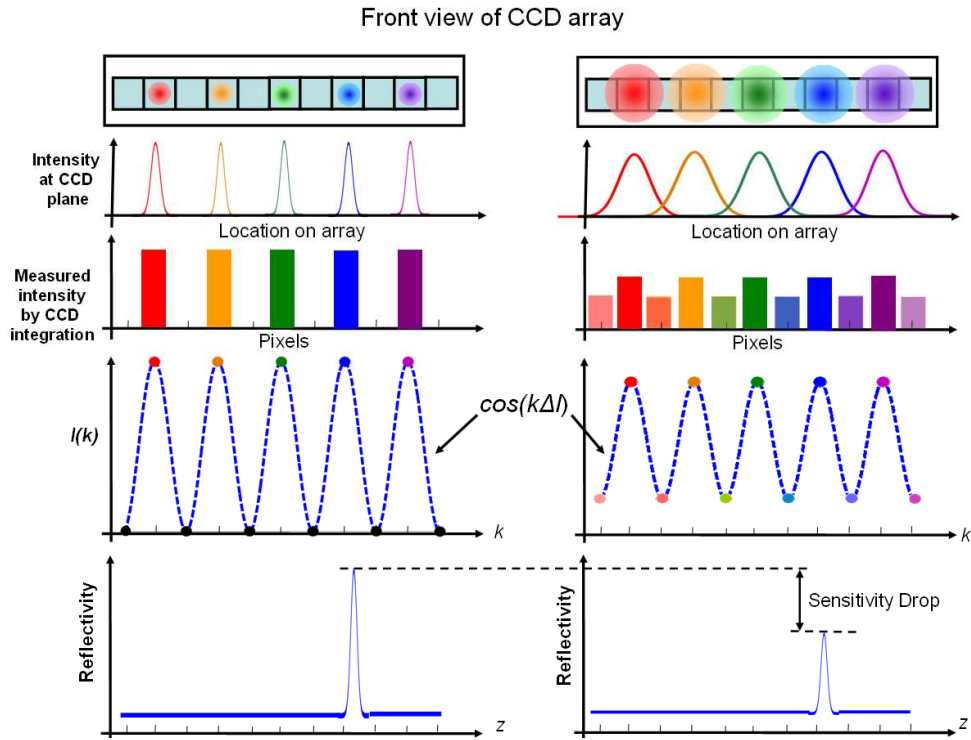 Front view of CCD array
Intensity
at CCD
plane
Location on array
Location on array
Measured
intensity
by CCD
integration
Pixels
Pixels
I(k)
cos(kΔl)
k
k
Reflectivity
Reflectivity
Sensitivity Drop
z
z